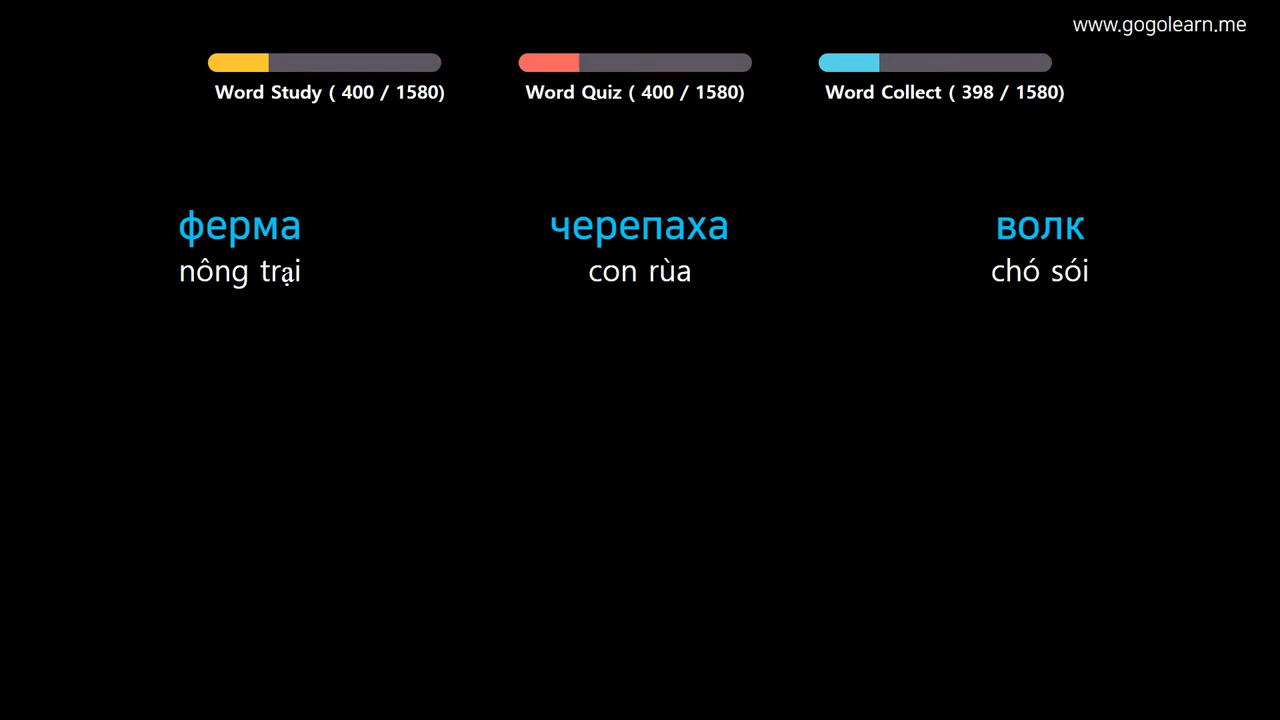 www.gogolearn.me
Word Study ( 400 / 1580)
Word Quiz ( 400 / 1580)
Word Collect ( 398 / 1580)
ферма
nông trại
черепаха
con rùa
волк
chó sói